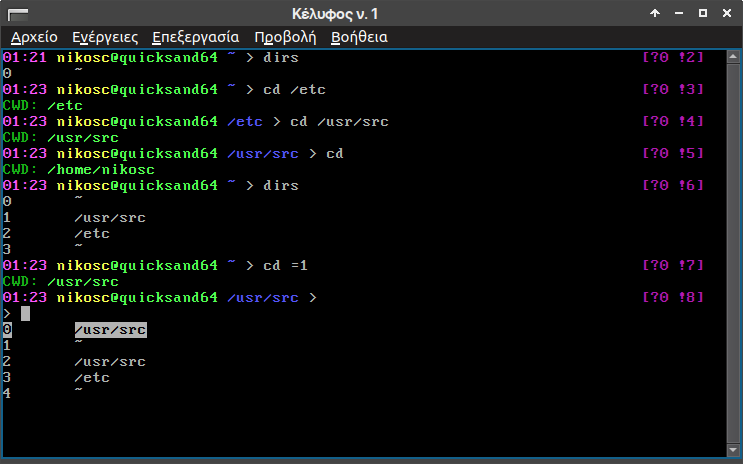 Κέλυφος ν. 1
Αρχείο Ενέργειες Επεξεργασία Προβολή Βοήθεια
01:21 nikosc@quicksand64 ~ > dirs [?0 !2]
0 ~
01:23 nikosc@quicksand64 ~ > cd /etc [?0 !3]
CWD: /etc
01:23 nikosc@quicksand64 /etc > cd /usr/src [?0 !4]
CWD: /usr/src
01:23 nikosc@quicksand64 /usr/src > cd [?0 !5]
CWD: /home/nikosc
01:23 nikosc@quicksand64 ~ > dirs [?0 !6]
0 ~
1 /usr/src
2 /etc
3 ~
01:23 nikosc@quicksand64 ~ > cd =1 [?0 !7]
CWD: /usr/src
01:23 nikosc@quicksand64 /usr/src > [?0 !8]
>
0 /usr/src
1 ~
2 /usr/src
3 /etc
4 ~